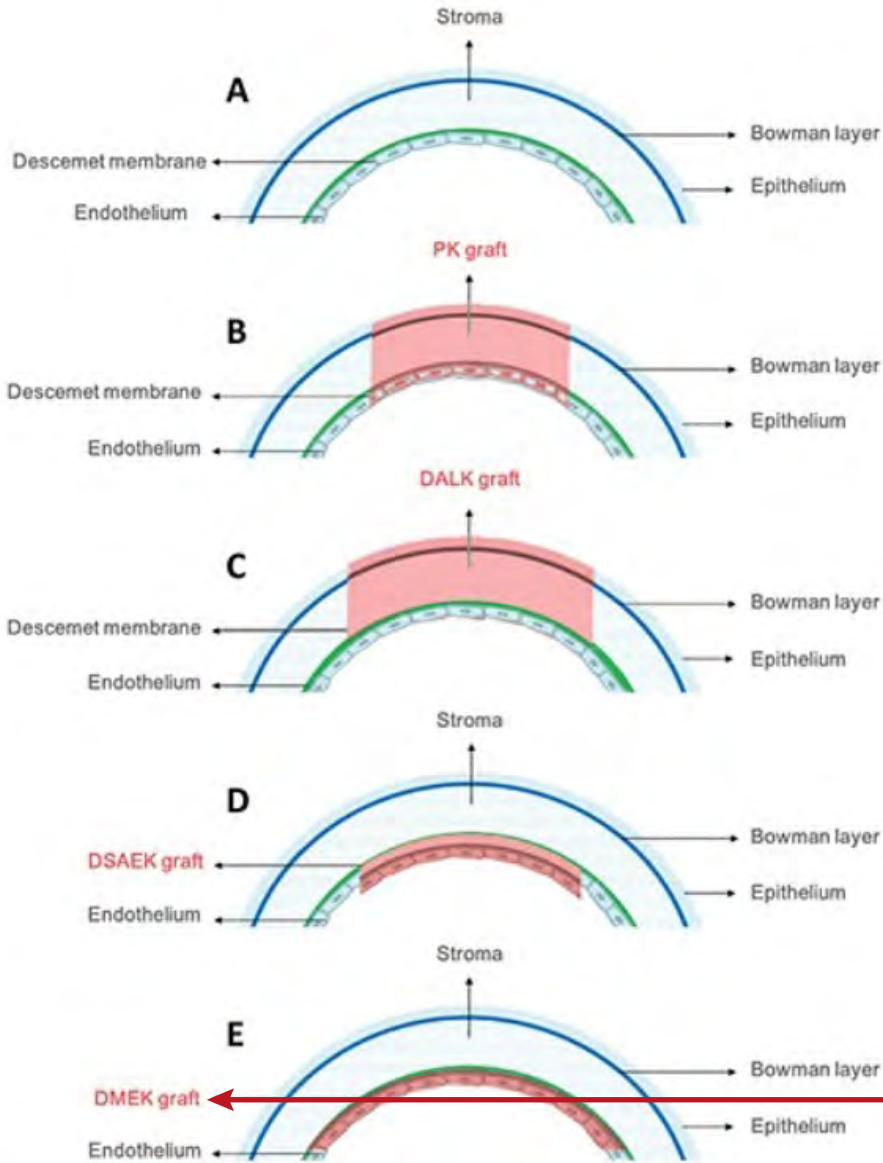 Stroma
A
Bowman layer
Descemet membrane
Epithelium
Endothelium
PK graft
B
Bowman layer
Descemet membrane
Epithelium
Endothelium
DALK graft
C
Bowman layer
Descemet membrane
Epithelium
Endothelium
Stroma
D
Bowman layer
DSAEK graft
Epithelium
Endothelium
Stroma
E
Bowman layer
DMEK graft
Epithelium
Endothelium